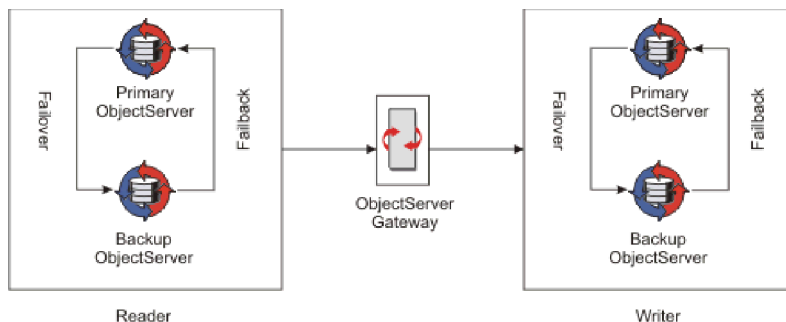 Failover
Primary
ObjectServer
Failback
Backup
ObjectServer
Reader
ObjectServer
Gateway
Failover
Primary
ObjectServer
Failback
Backup
ObjectServer
Writer